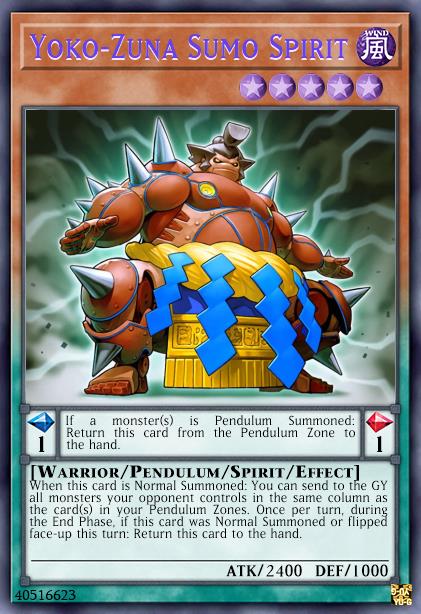 Yoko-Zuna Sumo Spirit
WIND
風
If a monster(s) is Pendulum Summoned:
Return this card from the Pendulum Zone to
the hand.
1
1
[Warrior/Pendulum/Spirit/Effect]
When this card is Normal Summoned: You can send to the GY
all monsters your opponent controls in the same column as
the card(s) in your Pendulum Zones. Once per turn, during
the End Phase, if this card was Normal Summoned or flipped
face-up this turn: Return this card to the hand.
ATK/2400 DEF/1000
40516623